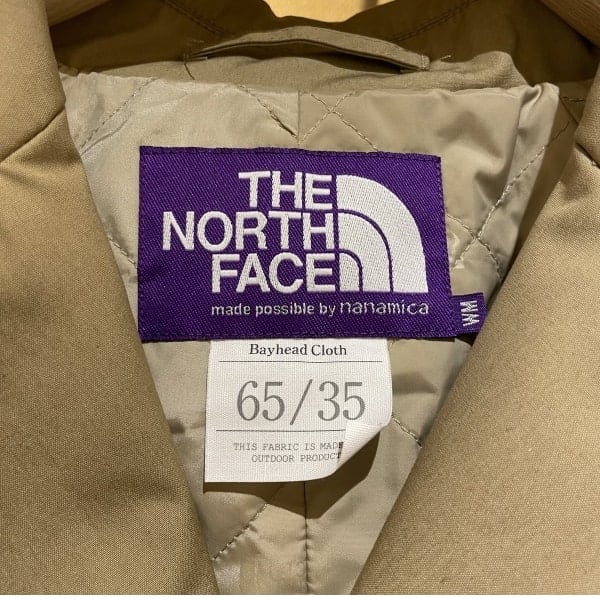 THE
NORTH
FACE
made possible by nanamica
WM
Bayhead Cloth
65/35
THIS FABRIC IS MADE
OUTDOOR PRODUCT